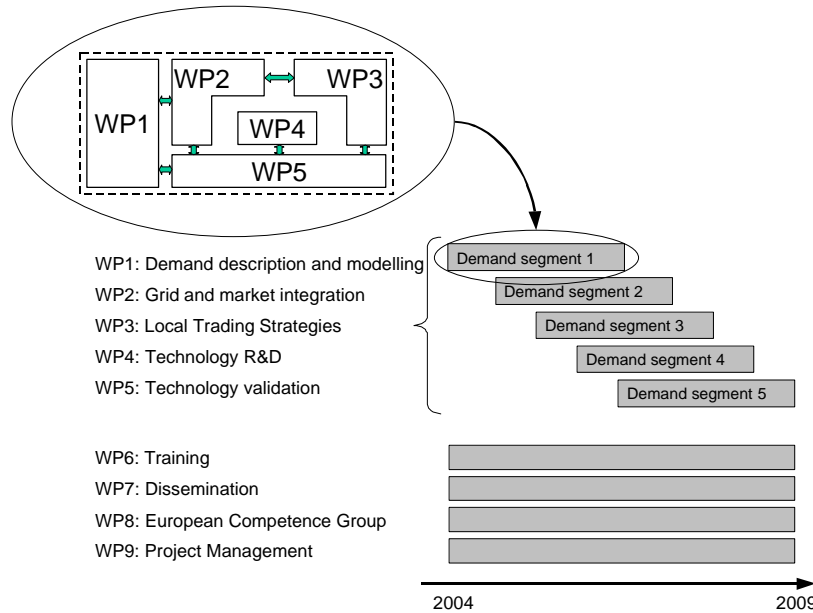 WP2
WP3
WP1
WP4
WP5
WP1: Demand description and modelling
Demand segment 1
WP2: Grid and market integration
Demand segment 2
WP3: Local Trading Strategies
Demand segment 3
WP4: Technology R&D
Demand segment 4
WP5: Technology validation
Demand segment 5
WP6: Training
WP7: Dissemination
WP8: European Competence Group
WP9: Project Management
2004
2009